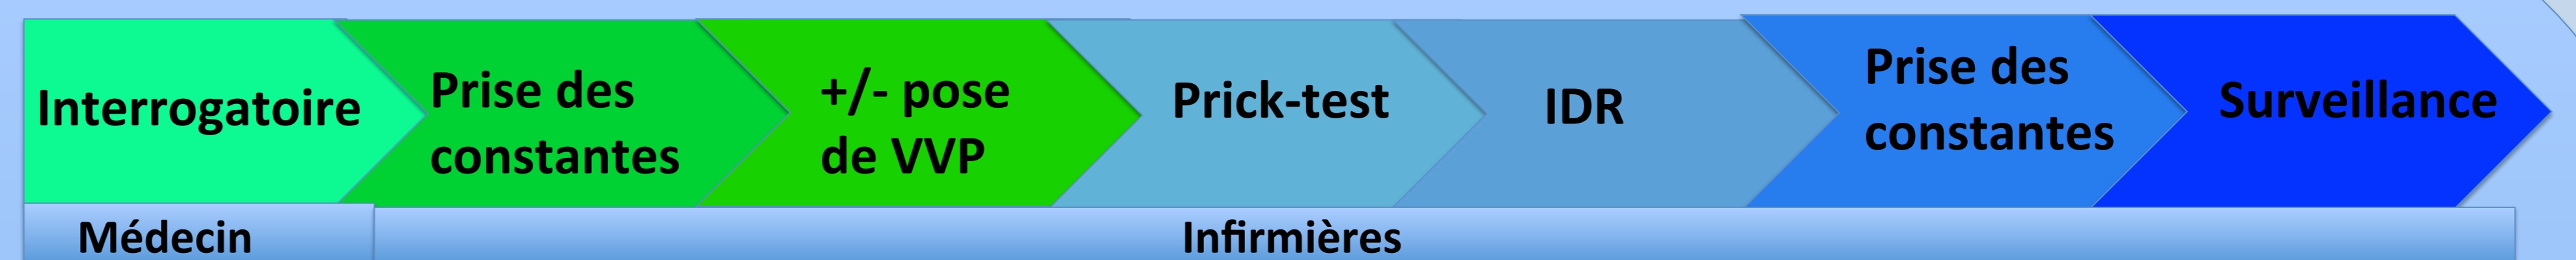 Interrogatoire
Prise des
constantes
+/- pose
de VVP
Prick-test
IDR
Prise des
constantes
Surveillance
Médecin
Infirmières